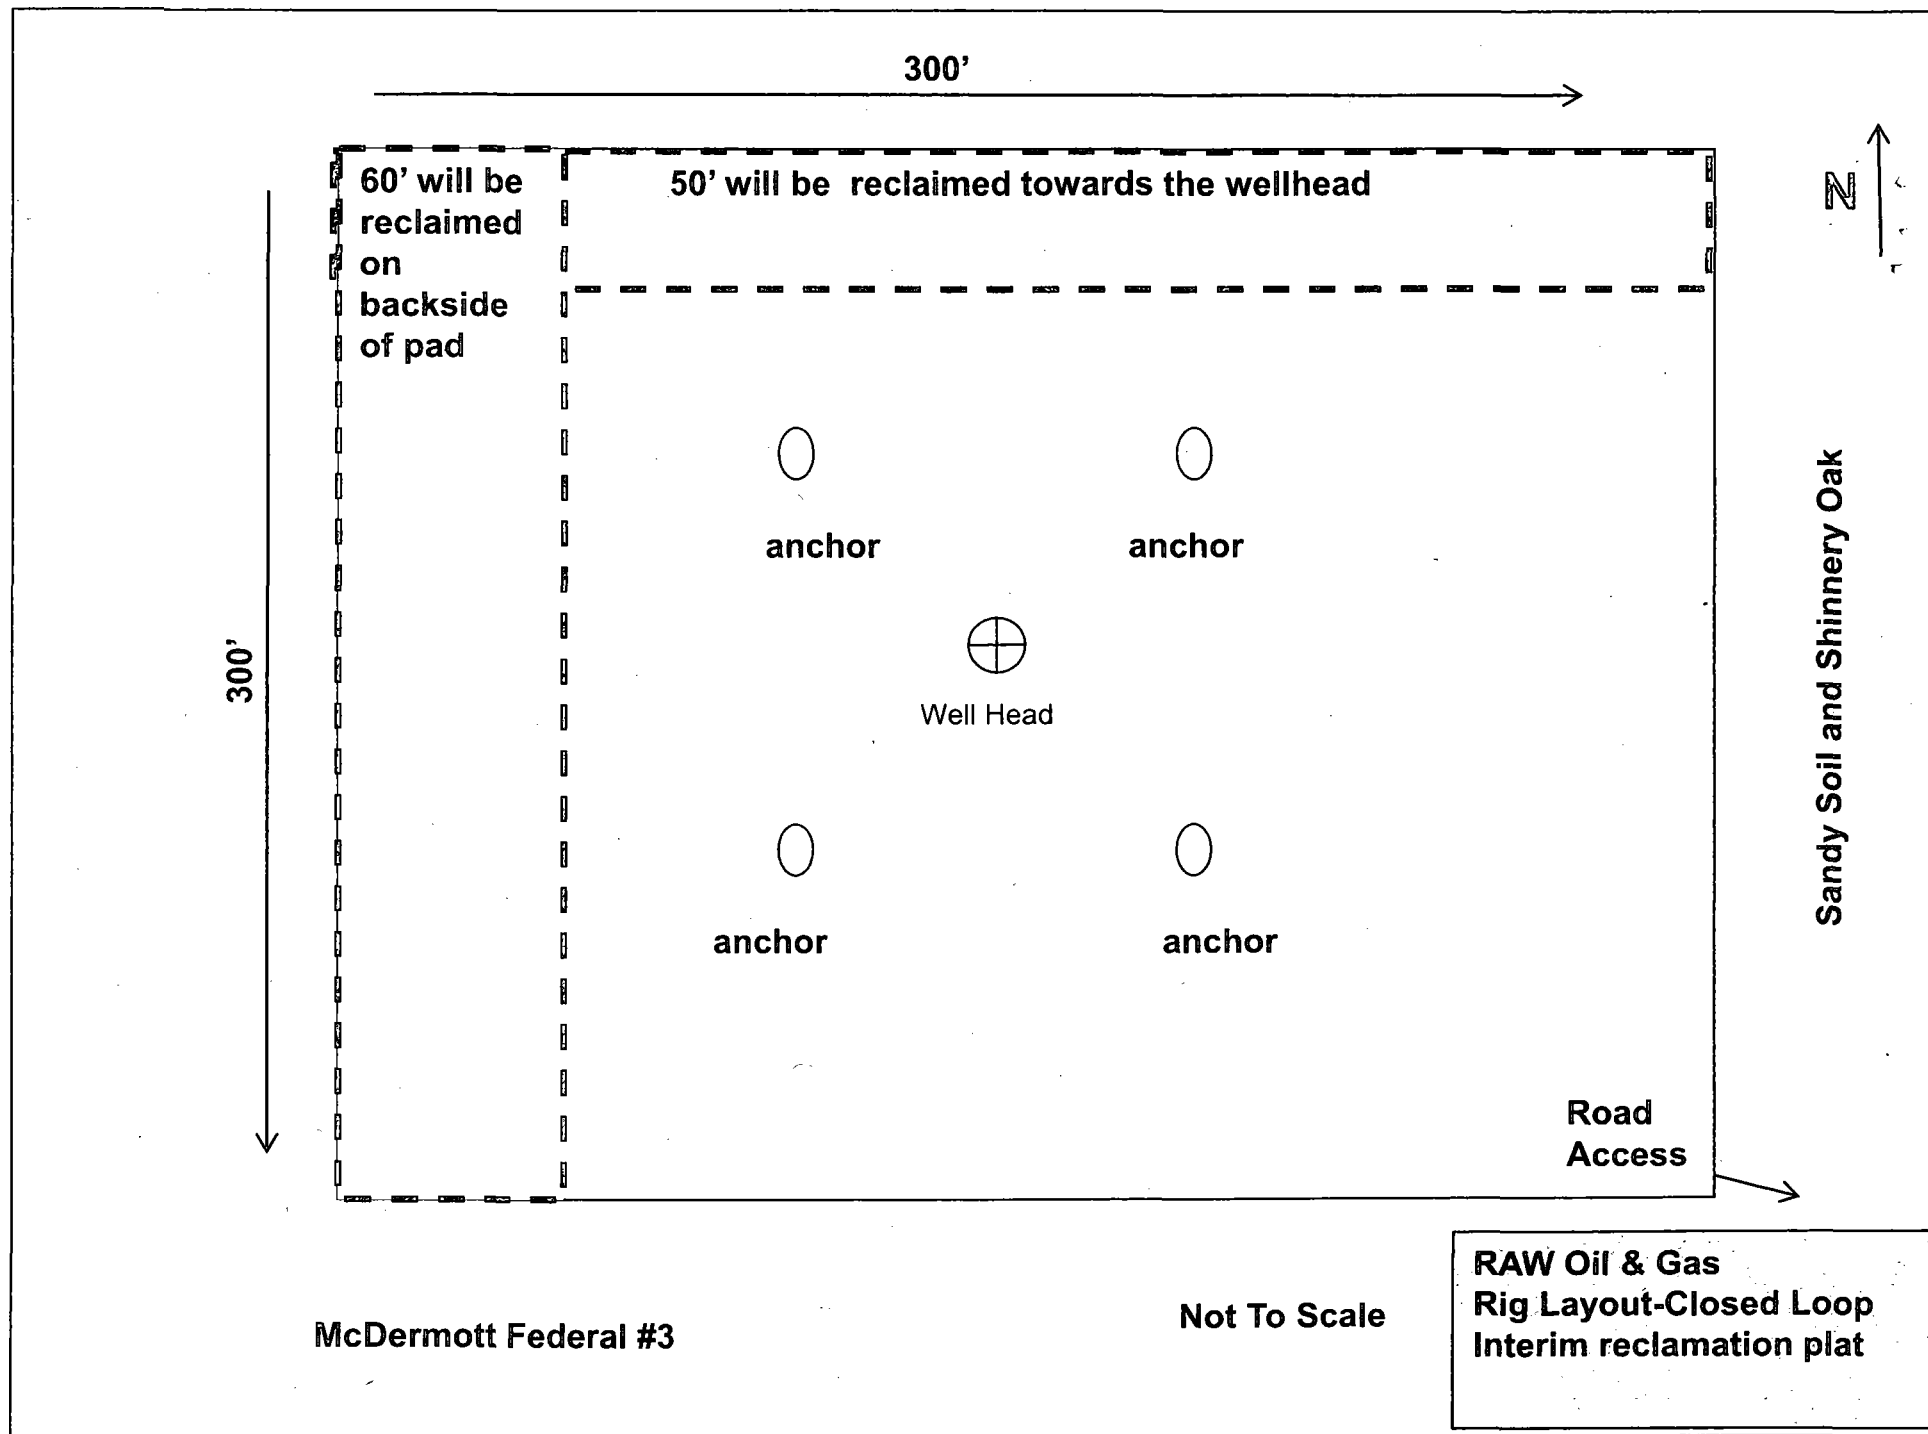 300’
60’ will be
reclaimed
on
backside
of pad
50’ will be reclaimed towards the wellhead
N
anchor
anchor
300’
Well Head
Sandy Soil and Shinnery Oak
anchor
anchor
Road
Access
McDermott Federal #3
Not To Scale
RAW Oil & Gas
Rig Layout-Closed Loop
Interim reclamation plat